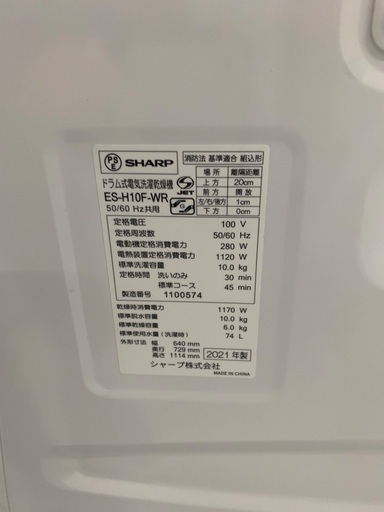 PS E SHARP
ドラム式電気洗濯乾燥機
ES-H10F-WR
50/60 Hz共用
JET
消防法 基準適合 組込形
場所 離隔距離
上方 20cm
前方 開放
左/右/後方 1cm
下方 0cm
定格電圧 100 V
定格周波数 50/60 Hz
電動機定格消費電力 280 W
電熱装置定格消費電力 1120 W
標準洗濯容量 10.0 kg
定格時間 洗いのみ 30 min
標準コース 45 min
製造番号 1100574
乾燥時消費電力 1170 W
標準脱水容量 10.0 kg
標準乾燥容量 6.0 kg
標準使用水量(洗濯時) 74 L
外形寸法 幅 640 mm
奥行 729 mm
高さ 1114 mm
2021 年製
シャープ株式会社
MADE IN CHINA